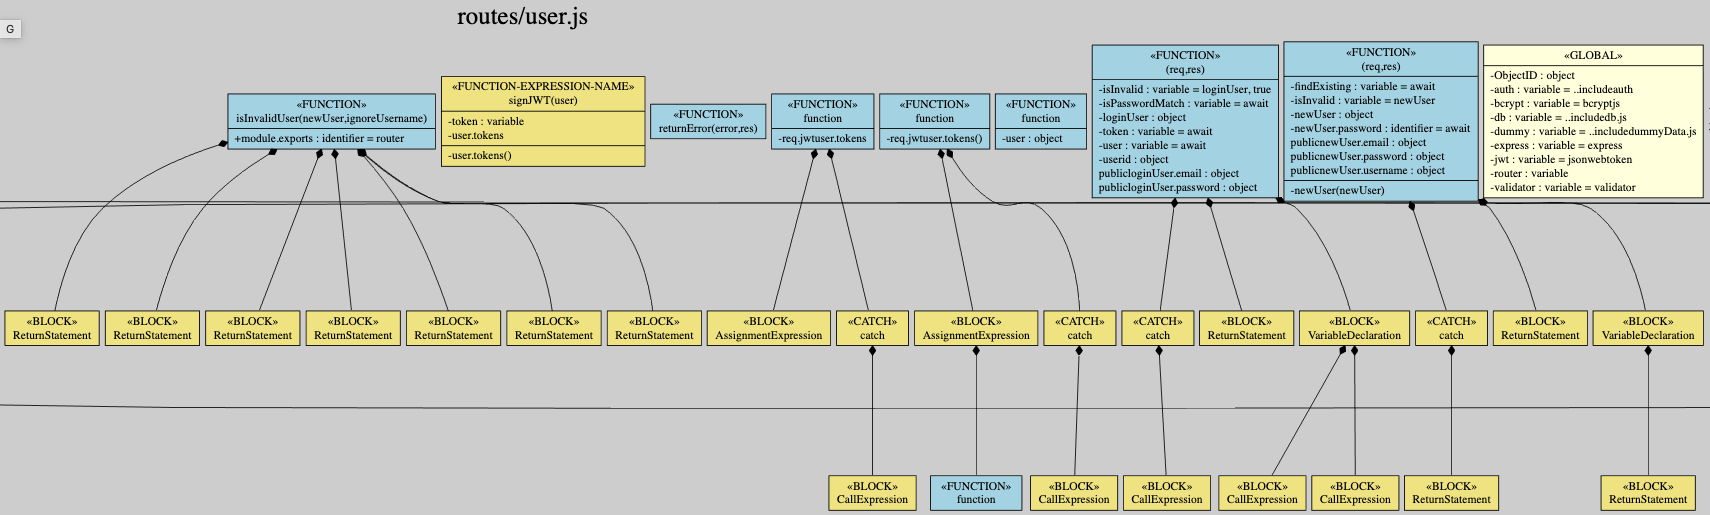 routes/user.js
G
«FUNCTION»
isInvalidUser(newUser,ignoreUsername)
+module.exports : identifier = router
«FUNCTION-EXPRESSION-NAME»
signJWT(user)
-token : variable
-user.tokens
-user.tokens()
«FUNCTION»
returnError(error,res)
«FUNCTION»
function
-req.jwtuser.tokens
«FUNCTION»
function
-req.jwtuser.tokens()
«FUNCTION»
function
-user : object
«FUNCTION»
(req,res)
-isInvalid : variable = loginUser, true
-isPasswordMatch : variable = await
-loginUser : object
-token : variable = await
-user : variable = await
-userid : object
publicloginUser.email : object
publicloginUser.password : object
«FUNCTION»
(req,res)
-findExisting : variable = await
-isInvalid : variable = newUser
-newUser : object
-newUser.password : identifier = await
publicnewUser.email : object
publicnewUser.password : object
publicnewUser.username : object
-newUser(newUser)
«GLOBAL»
-ObjectID : object
-auth : variable = ..includeauth
-bcrypt : variable = bcryptjs
-db : variable = ..includedb.js
-dummy : variable = ..includedummyData.js
-express : variable = express
-jwt : variable = jsonwebtoken
-router : variable
-validator : variable = validator
«BLOCK»
ReturnStatement
«BLOCK»
ReturnStatement
«BLOCK»
ReturnStatement
«BLOCK»
ReturnStatement
«BLOCK»
ReturnStatement
«BLOCK»
ReturnStatement
«BLOCK»
ReturnStatement
«BLOCK»
AssignmentExpression
«CATCH»
catch
«BLOCK»
AssignmentExpression
«CATCH»
catch
«CATCH»
catch
«BLOCK»
ReturnStatement
«BLOCK»
VariableDeclaration
«CATCH»
catch
«BLOCK»
ReturnStatement
«BLOCK»
VariableDeclaration
«BLOCK»
CallExpression
«FUNCTION»
function
«BLOCK»
CallExpression
«BLOCK»
CallExpression
«BLOCK»
CallExpression
«BLOCK»
CallExpression
«BLOCK»
ReturnStatement
«BLOCK»
ReturnStatement